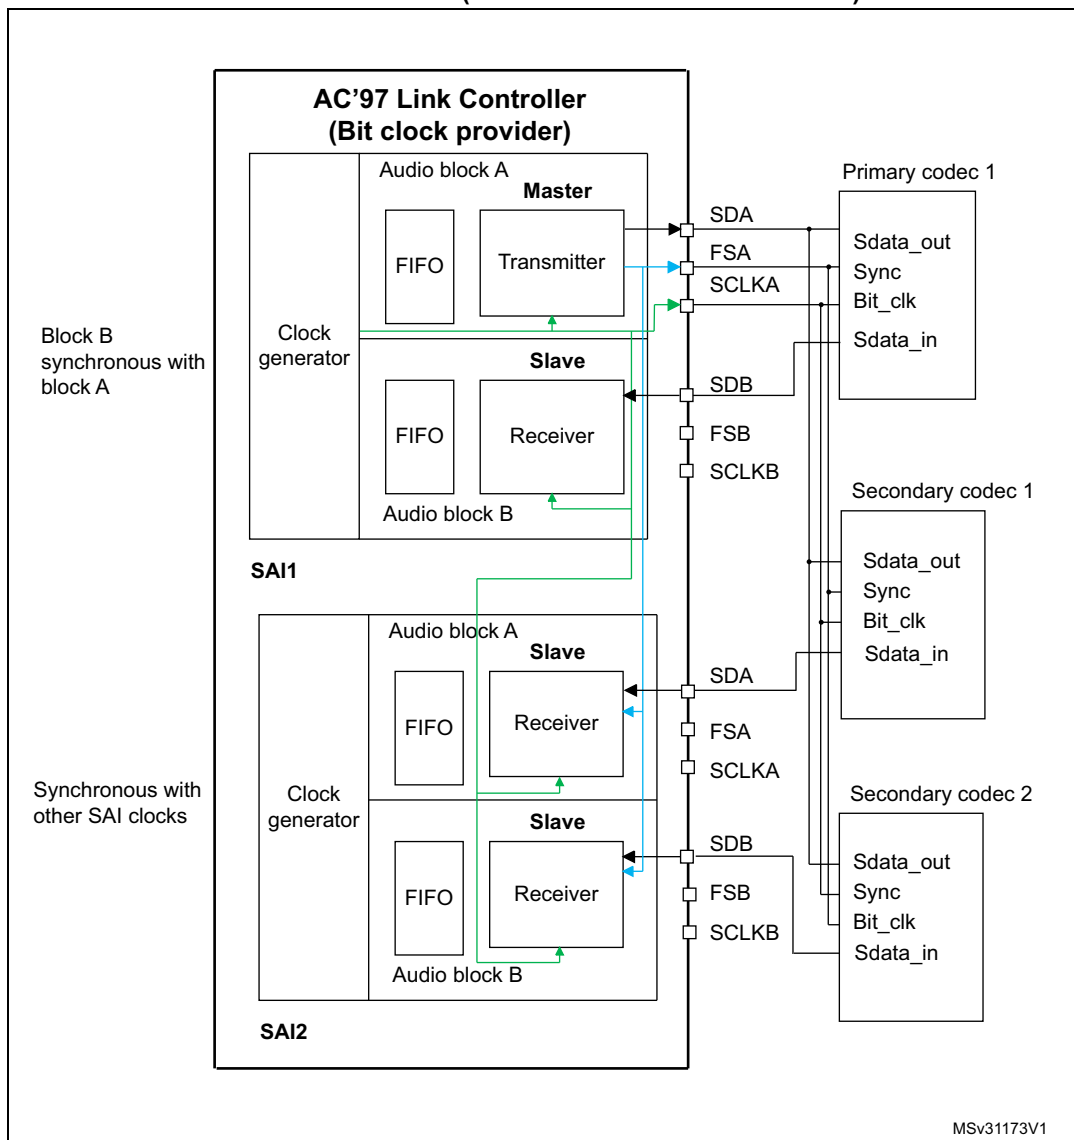 AC'97 Link Controller
(Bit clock provider)
Audio block A
Master
FIFO
Transmitter
Clock
generator
Slave
FIFO
Receiver
Audio block B
SAI1
Block B
synchronous with
block A
SDA
FSA
SCLKA
SDB
FSB
SCLKB
Primary codec 1
Sdata_out
Sync
Bit_clk
Sdata_in
Secondary codec 1
Sdata_out
Sync
Bit_clk
Sdata_in
Audio block A
Slave
FIFO
Receiver
Clock
generator
Slave
FIFO
Receiver
Audio block B
SAI2
Synchronous with
other SAI clocks
SDA
FSA
SCLKA
SDB
FSB
SCLKB
Secondary codec 2
Sdata_out
Sync
Bit_clk
Sdata_in
MSv31173V1